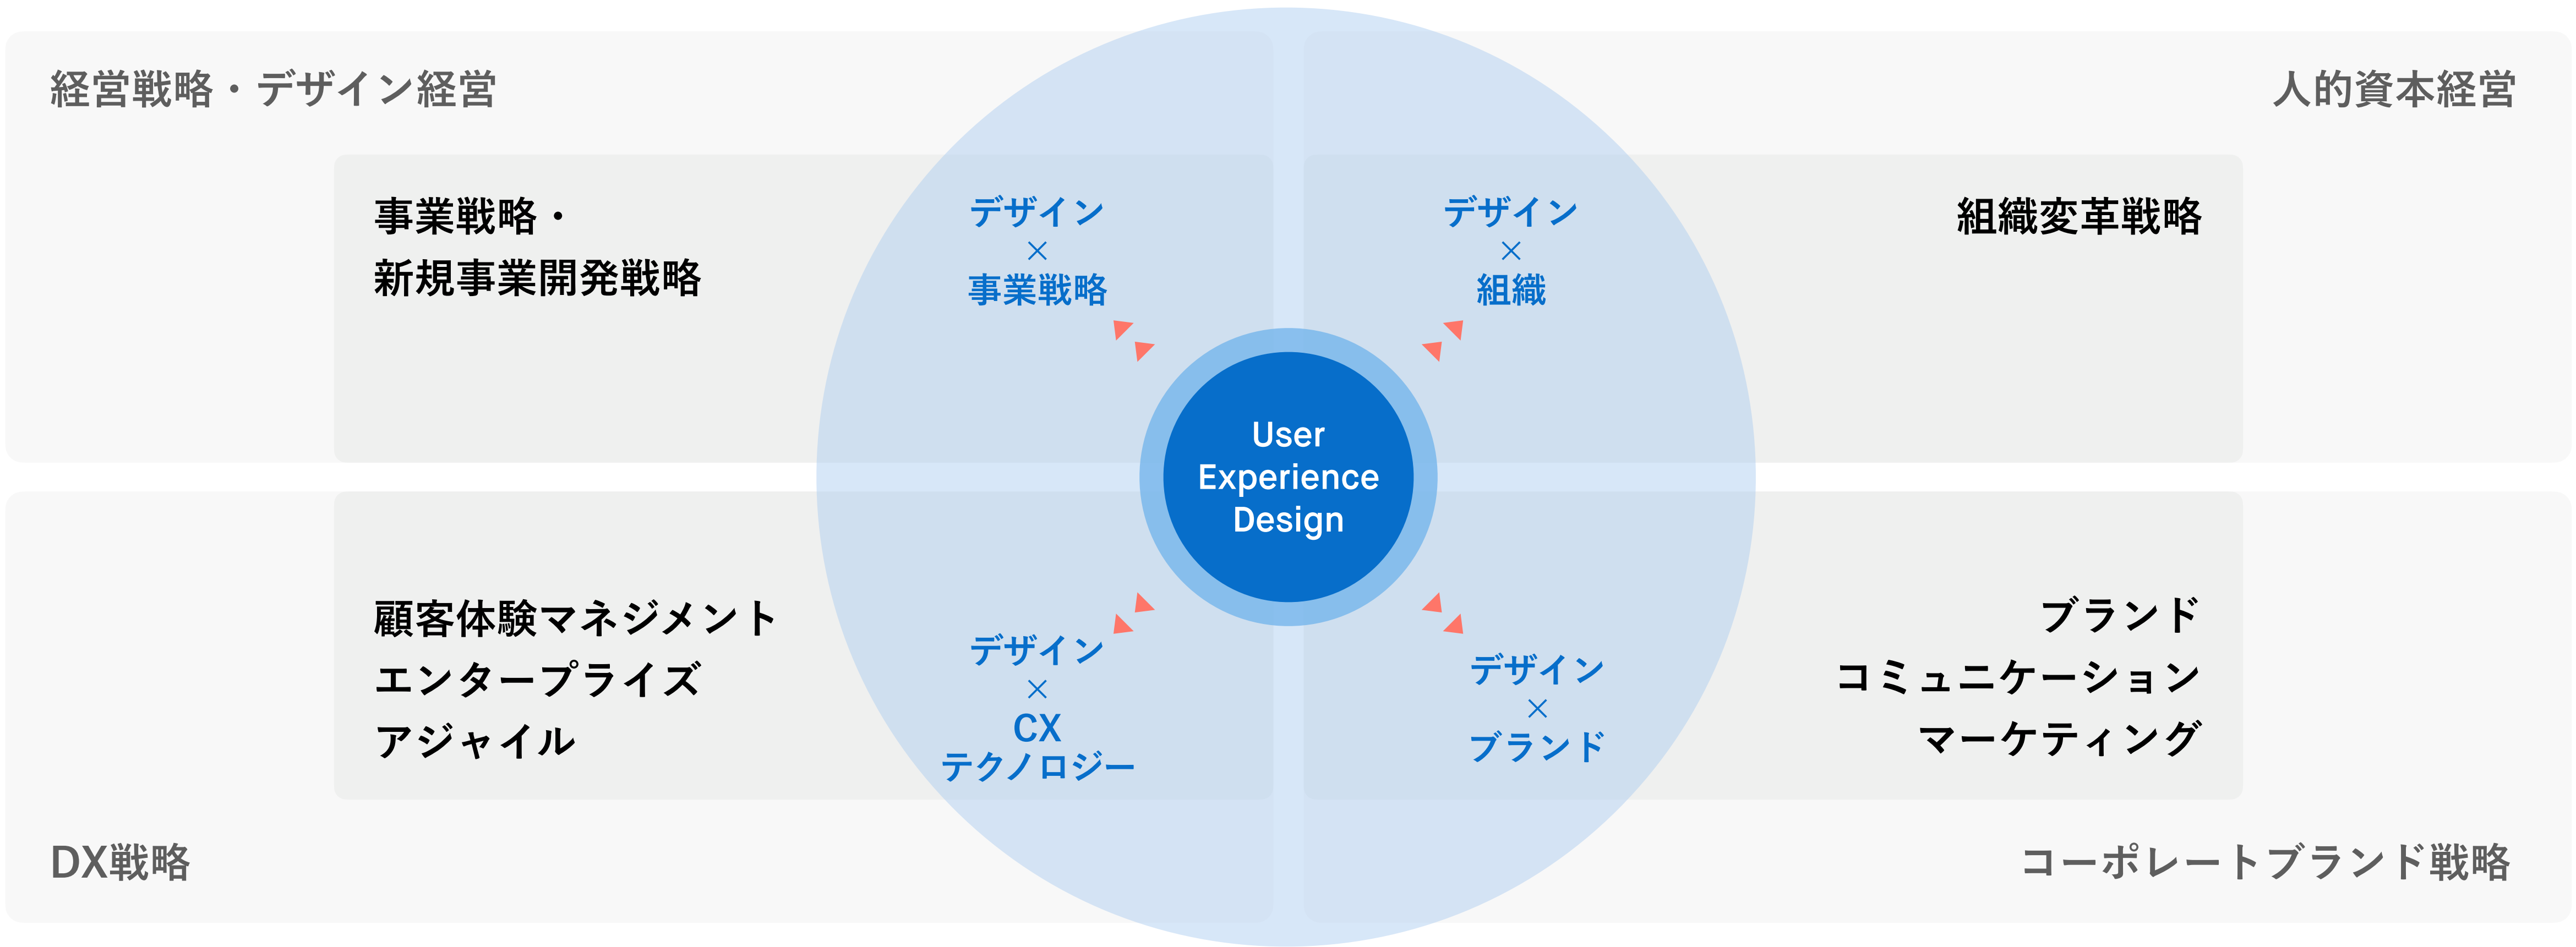 経営戦略・デザイン経営
事業戦略・
新規事業開発戦略
デザイン
×
事業戦略
人的資本経営
組織変革戦略
デザイン
×
組織
User
Experience
Design
顧客体験マネジメント
エンタープライズ
アジャイル
デザイン
×
CX
テクノロジー
DX戦略
デザイン
×
ブランド
ブランド
コミュニケーション
マーケティング
コーポレートブランド戦略